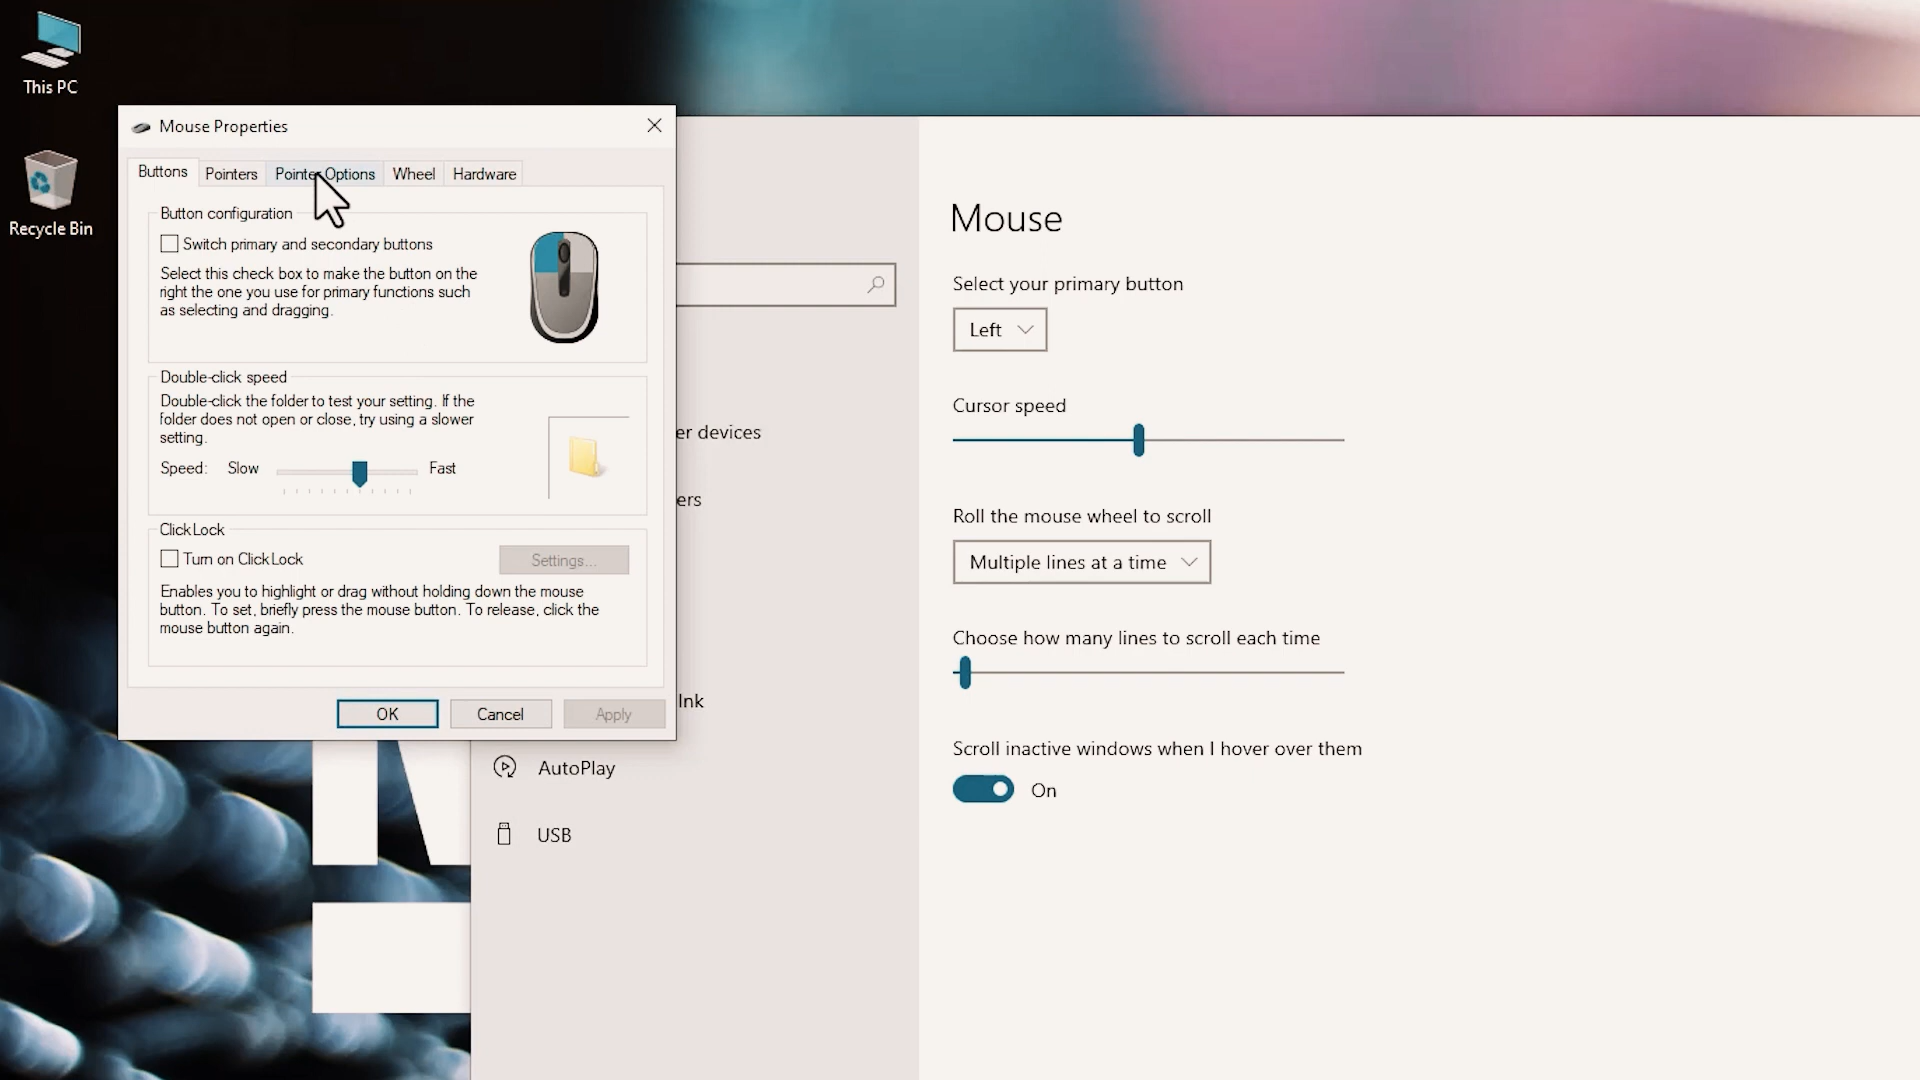 This PC
Recycle Bin
Mouse Properties
Buttons
Pointers
Pointer Options
Wheel
Hardware
Button configuration
Switch primary and secondary buttons
Select this check box to make the button on the
right the one you use for primary functions such
as selecting and dragging.
Double-click speed
Double-click the folder to test your setting. If the
folder does not open or close, try using a slower
setting.
Speed: Slow Fast
ClickLock
Turn on ClickLock
Settings...
Enables you to highlight or drag without holding down the mouse
button. To set, briefly press the mouse button. To release, click the
mouse button again.
OK
Cancel
Apply
er devices
ers
Ink
AutoPlay
USB
Mouse
Select your primary button
Left
Cursor speed
Roll the mouse wheel to scroll
Multiple lines at a time
Choose how many lines to scroll each time
Scroll inactive windows when I hover over them
On